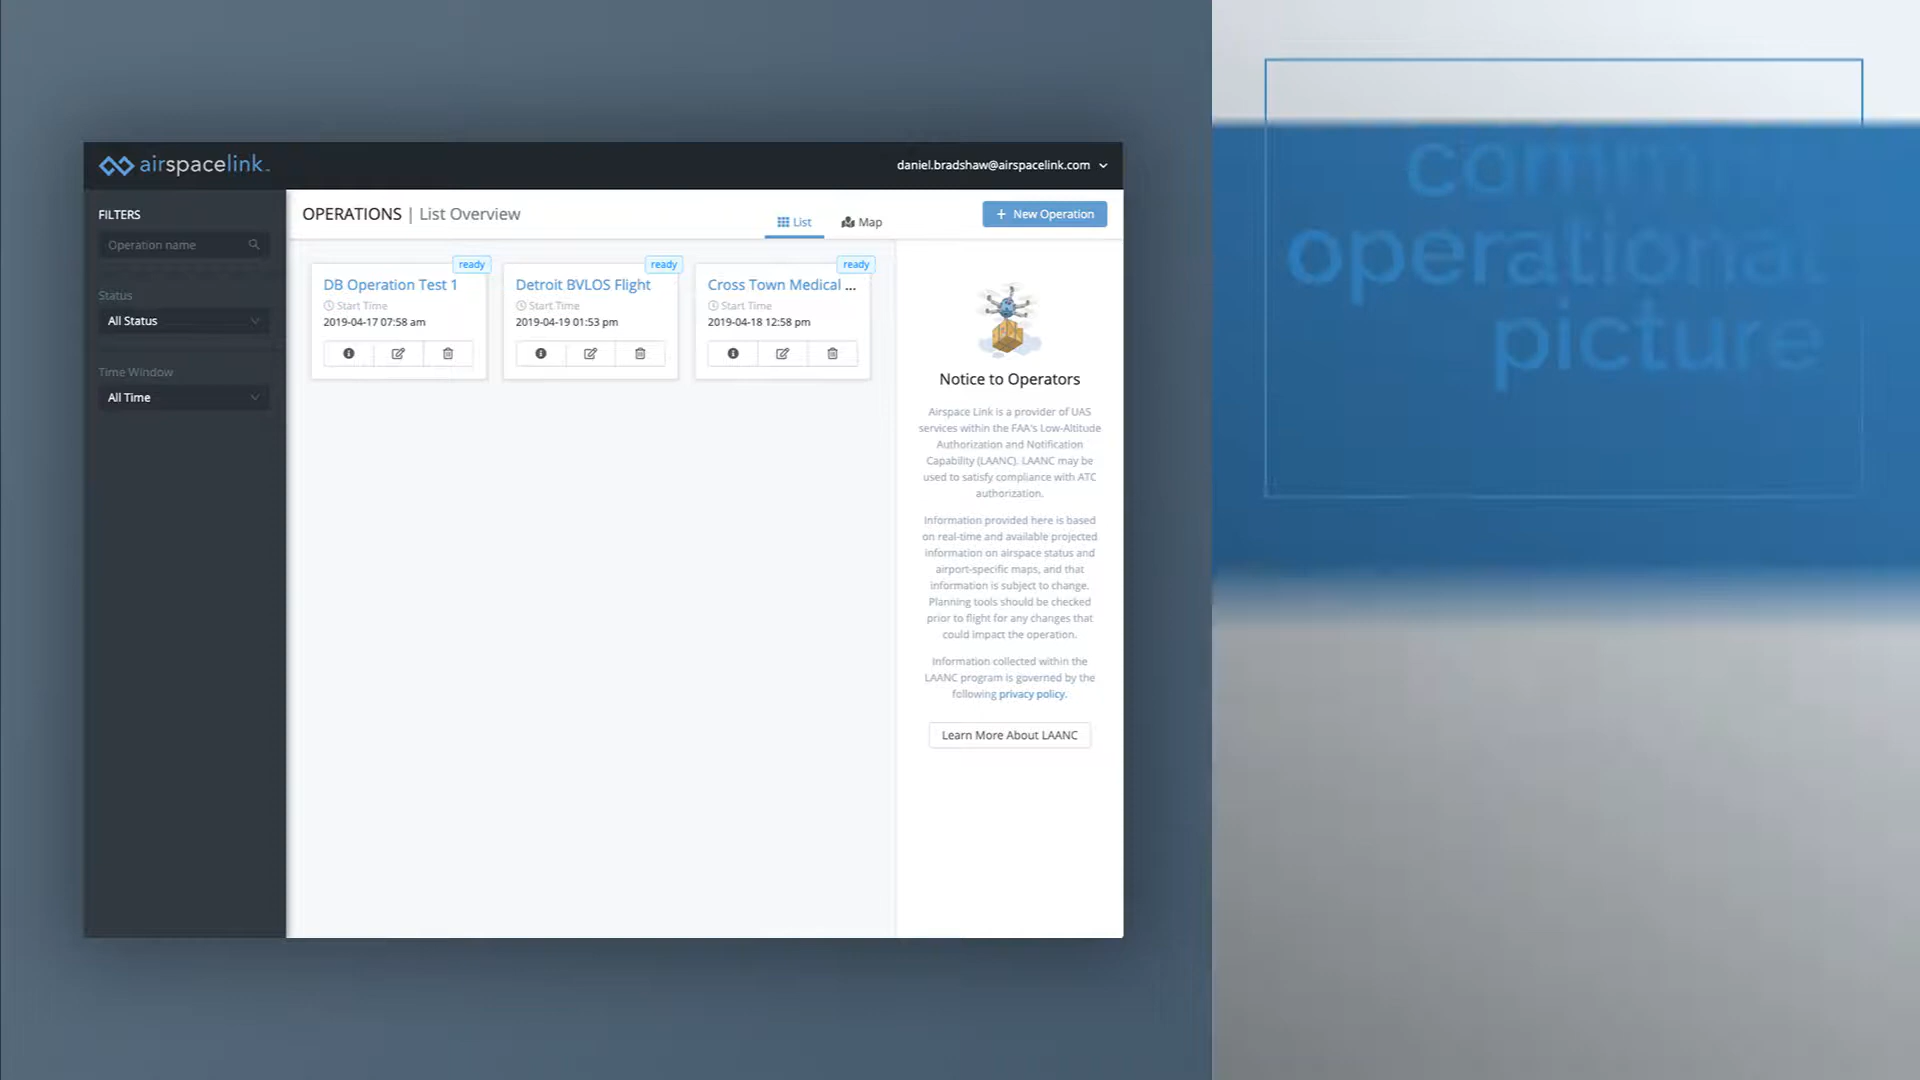 airspacelink
daniel.bradshaw@airspacelink.com
FILTERS
Operation name
Status
All Status
Time Window
All Time
OPERATIONS | List Overview
List
Map
+ New Operation
ready
DB Operation Test 1
Start Time
2019-04-17 07:58 am
ready
Detroit BVLOS Flight
Start Time
2019-04-19 01:53 pm
ready
Cross Town Medical ...
Start Time
2019-04-18 12:58 pm
Notice to Operators
Airspace Link is a provider of UAS
services within the FAA's Low-Altitude
Authorization and Notification
Capability (LAANC). LAANC may be
used to satisfy compliance with ATC
authorization.
Information provided here is based
on real-time and available projected
information on airspace status and
airport-specific maps, and that
information is subject to change.
Planning tools should be checked
prior to flight for any changes that
could impact the operation.
Information collected within the
LAANC program is governed by the
following privacy policy.
Learn More About LAANC
operational
picture